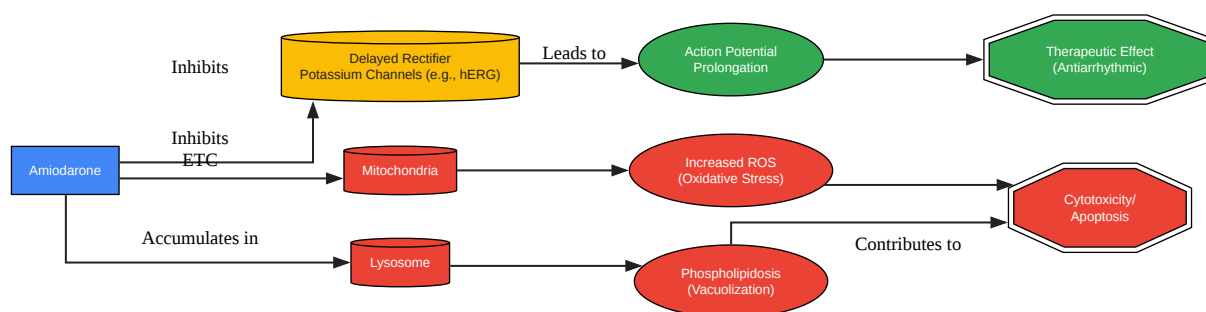 Inhibits
Delayed Rectifier
Potassium Channels (e.g., hERG)
Leads to
Action Potential
Prolongation
Therapeutic Effect
(Antiarrhythmic)
Amiodarone
Inhibits
ETC
Mitochondria
Increased ROS
(Oxidative Stress)
Cytotoxicity/
Apoptosis
Accumulates in
Lysosome
Phospholipidosis
(Vacuolization)
Contributes to